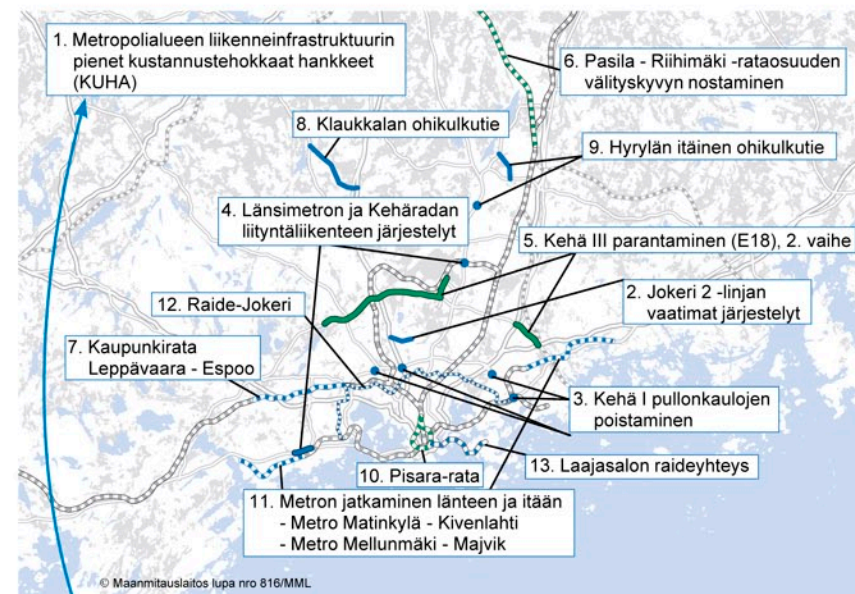 1. Metropolialueen liikenneinfrastruktuurin
pienet kustannustehokkaat hankkeet
(KUHA)
6. Pasila - Riihimäki -rataosuuden
välityskyvyn nostaminen
8. Klaukkalan ohikulkutie
9. Hyrylän itäinen ohikulkutie
4. Länsimetron ja Kehäradan
liityntäliikenteen järjestelyt
5. Kehä III parantaminen (E18), 2. vaihe
12. Raide-Jokeri
2. Jokeri 2 -linjan
vaatimat järjestelyt
7. Kaupunkirata
Leppävaara - Espoo
3. Kehä I pullonkaulojen
poistaminen
13. Laajasalon raideyhteys
10. Pisara-rata
11. Metron jatkaminen länteen ja itään
- Metro Matinkylä - Kivenlahti
- Metro Mellunmäki - Majvik
© Maanmitauslaitos lupa nro 816/MML